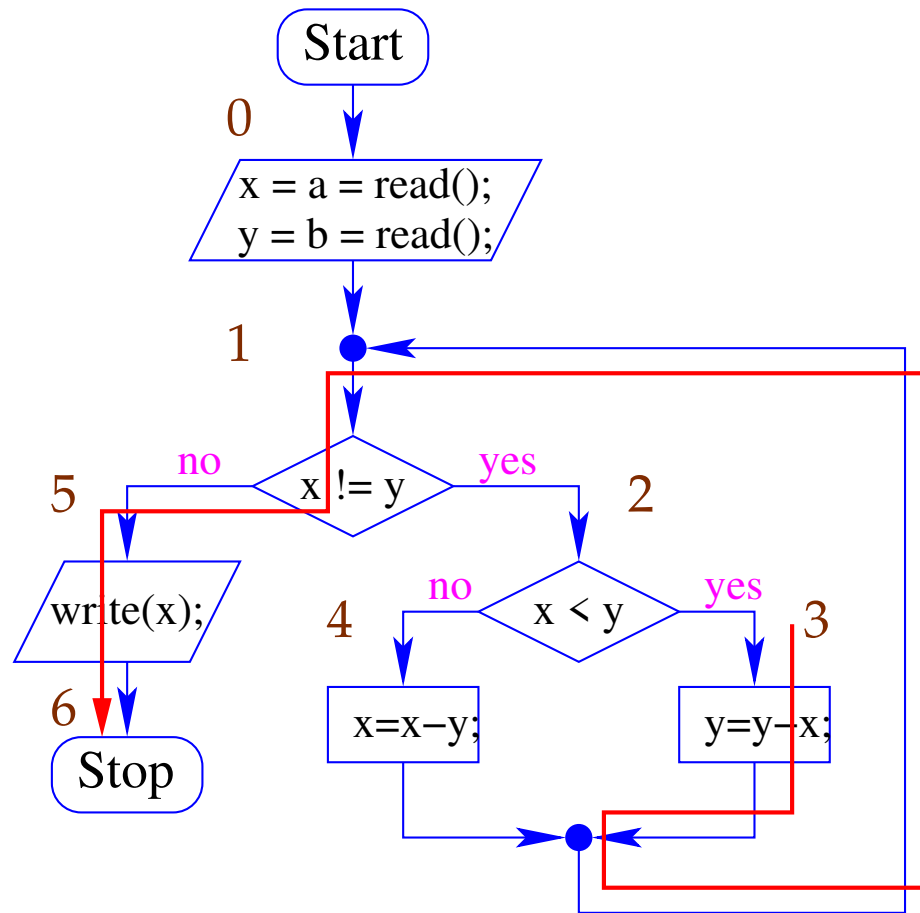 Start
0
x = a = read();
y = b = read();
1
no
x != y
yes
5
2
write(x);
no
x < y
yes
4
3
6
x=x−y;
y=y−x;
Stop